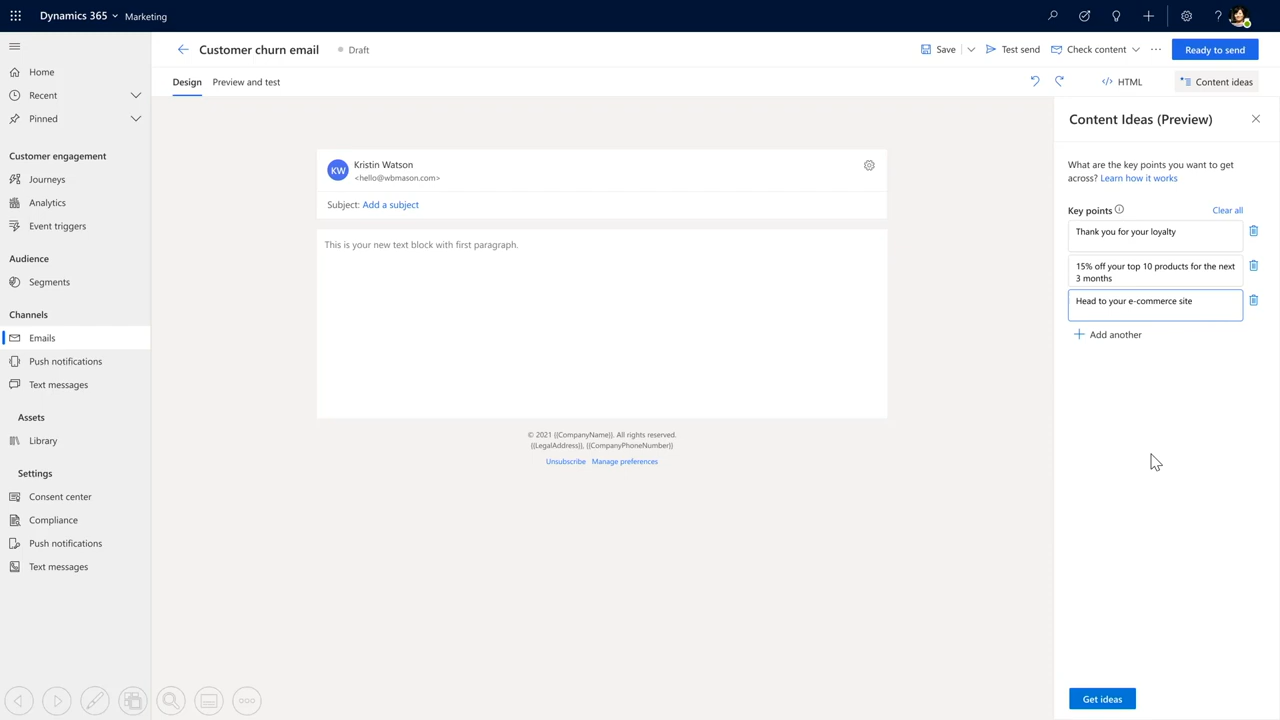 Dynamics 365
Marketing
Home
Recent
Pinned
Customer engagement
Journeys
Analytics
Event triggers
Audience
Segments
Channels
Emails
Push notifications
Text messages
Assets
Library
Settings
Consent center
Compliance
Push notifications
Text messages
Customer churn email
Draft
Save
Test send
Check content
Ready to send
Design
Preview and test
</> HTML
Content ideas
KW
Kristin Watson
<hello@wbmason.com>
Subject: Add a subject
This is your new text block with first paragraph.
© 2021 {{CompanyName}}. All rights reserved.
{{LegalAddress}}, {{CompanyPhoneNumber}}
Unsubscribe Manage preferences
Content Ideas (Preview)
What are the key points you want to get
across? Learn how it works
Key points
Clear all
Thank you for your loyalty
15% off your top 10 products for the next
3 months
Head to your e-commerce site
Add another
Get ideas